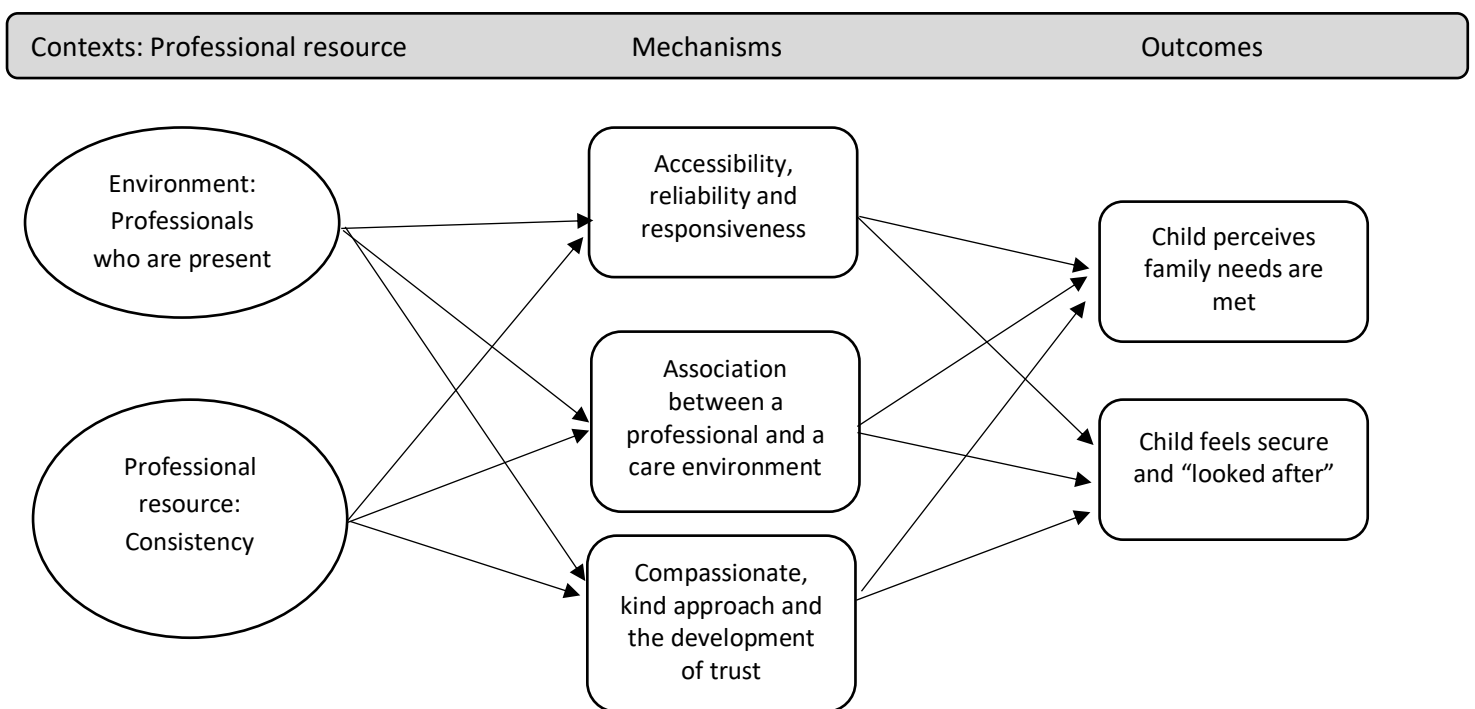 Contexts: Professional resource Mechanisms Outcomes
Environment:
Professionals
who are present
Professional
resource:
Consistency
Accessibility,
reliability and
responsiveness
Association
between a
professional and a
care environment
Compassionate,
kind approach and
the development
of trust
Child perceives
family needs are
met
Child feels secure
and “looked after”